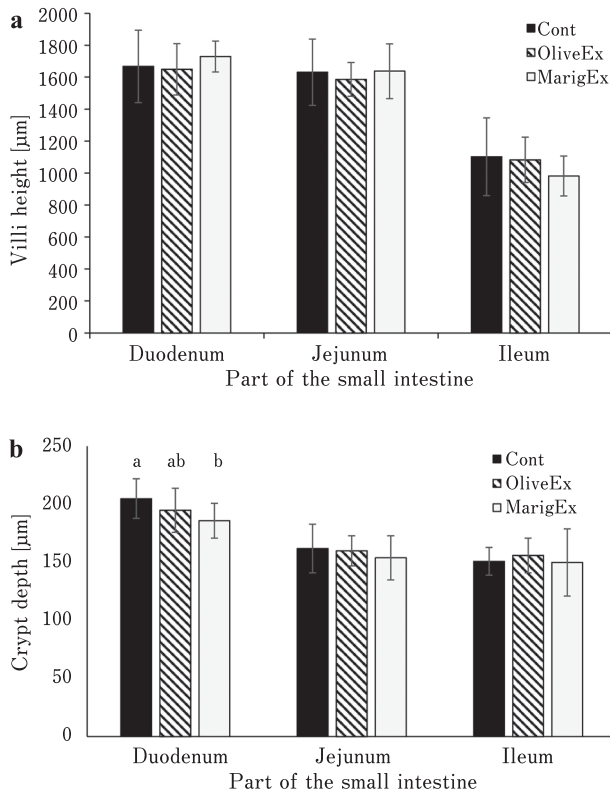 a
2000
1800
1600
1400
1200
1000
800
600
400
200
0
Villi height [µm]
Cont
OliveEx
MarigEx
Duodenum Jejunum Ileum
Part of the small intestine
b
250
200
150
100
50
0
Crypt depth [µm]
a ab b
Cont
OliveEx
MarigEx
Duodenum Jejunum Ileum
Part of the small intestine